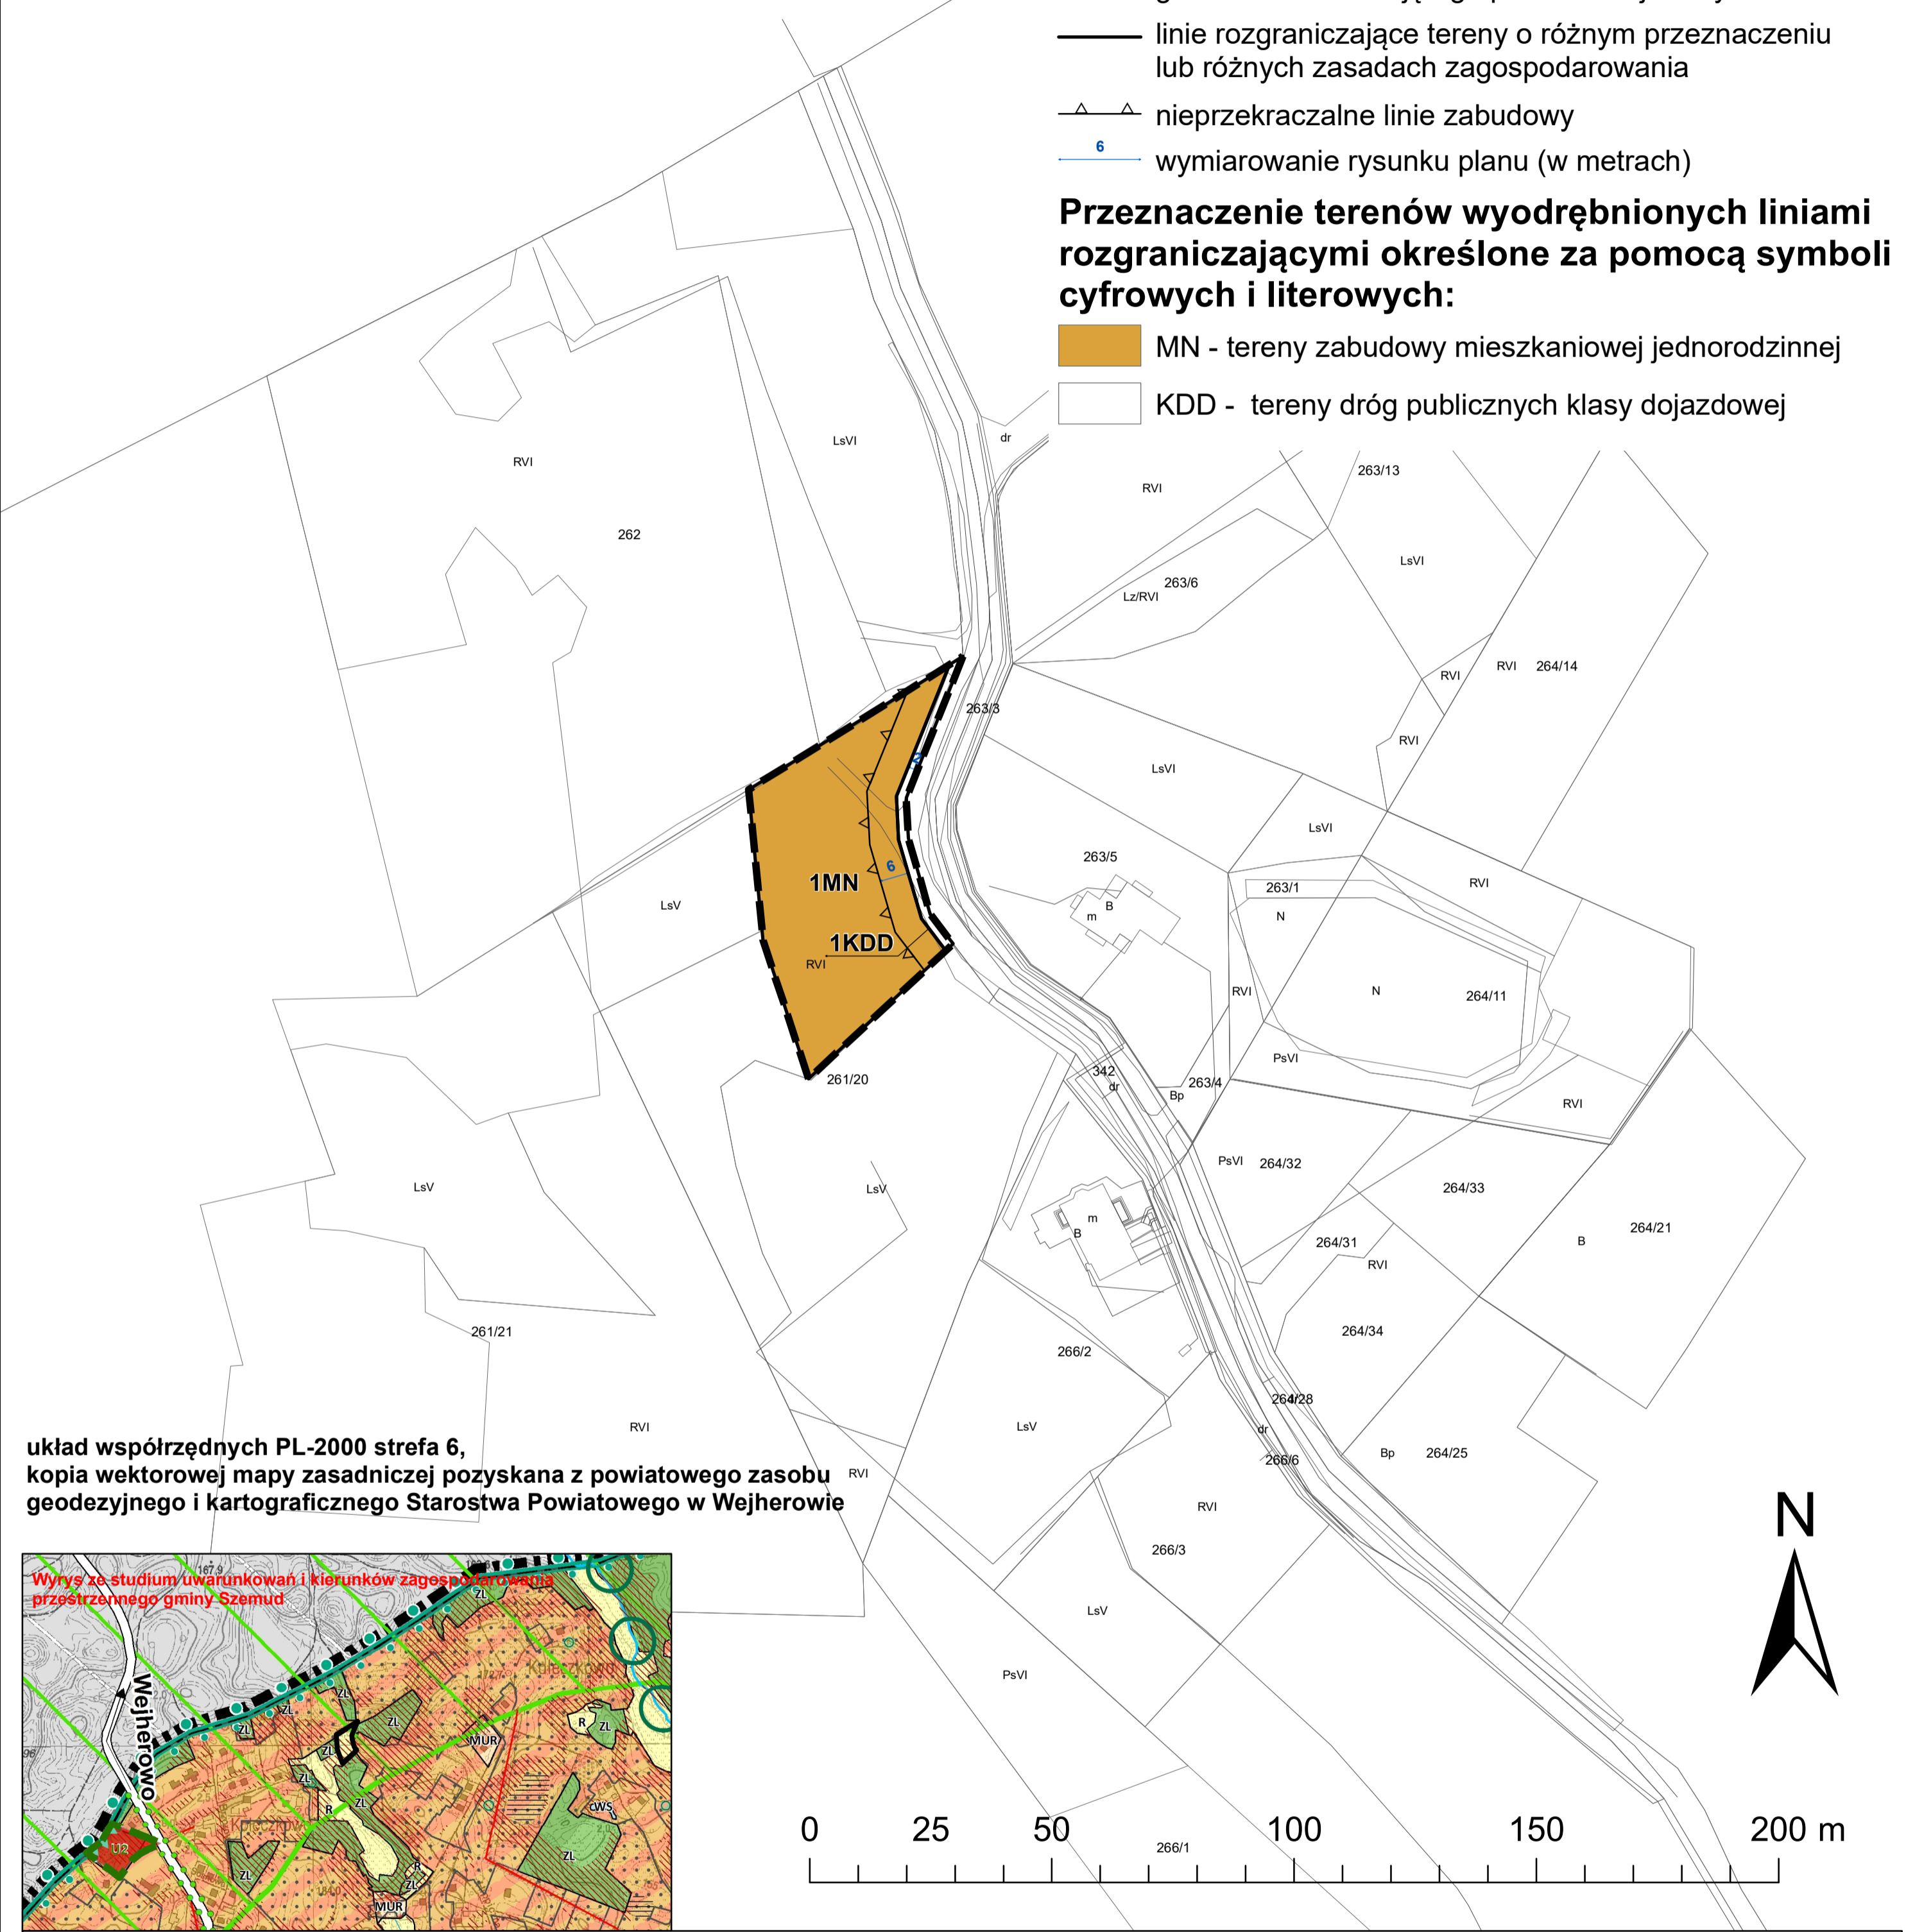 linie rozgraniczające tereny o różnym przeznaczeniu
lub różnych zasadach zagospodarowania
nieprzekraczalne linie zabudowy
6
wymiarowanie rysunku planu (w metrach)
Przeznaczenie terenów wyodrębnionych liniami
rozgraniczającymi określone za pomocą symboli
cyfrowych i literowych:
MN - tereny zabudowy mieszkaniowej jednorodzinnej
KDD - tereny dróg publicznych klasy dojazdowej
dr
LsVI
RVI
263/13
RVI
262
LsVI
263/6
Lz/RVI
RVI
RVI
264/14
263/3
RVI
2
LsVI
LsVI
263/5
6
1MN
263/1
RVI
LsV
B
m
N
1KDD
RVI
RVI
N
264/11
PsVI
342
261/20
dr
263/4
Bp
RVI
PsVI
264/32
LsV
LsV
264/33
m
B
264/21
264/31
B
RVI
261/21
264/34
266/2
264/28
RVI
LsV
dr
Bp
264/25
266/6
układ współrzędnych PL-2000 strefa 6,
kopia wektorowej mapy zasadniczej pozyskana z powiatowego zasobu
geodezyjnego i kartograficznego Starostwa Powiatowego w Wejherowie
RVI
RVI
N
266/3
LsV
PsVI
Wyrys ze studium uwarunkowań i kierunków zagospodarowania
przestrzennego gminy Szemud
167,9
ZL
ZL
ZL
ZL
ZL
ZL
R
ZL
MUR
Wejherowo
ZL
ZL
R
cWS
U2
ZL
ZL
R
ZL
MUR
0
25
50
100
150
200 m
266/1